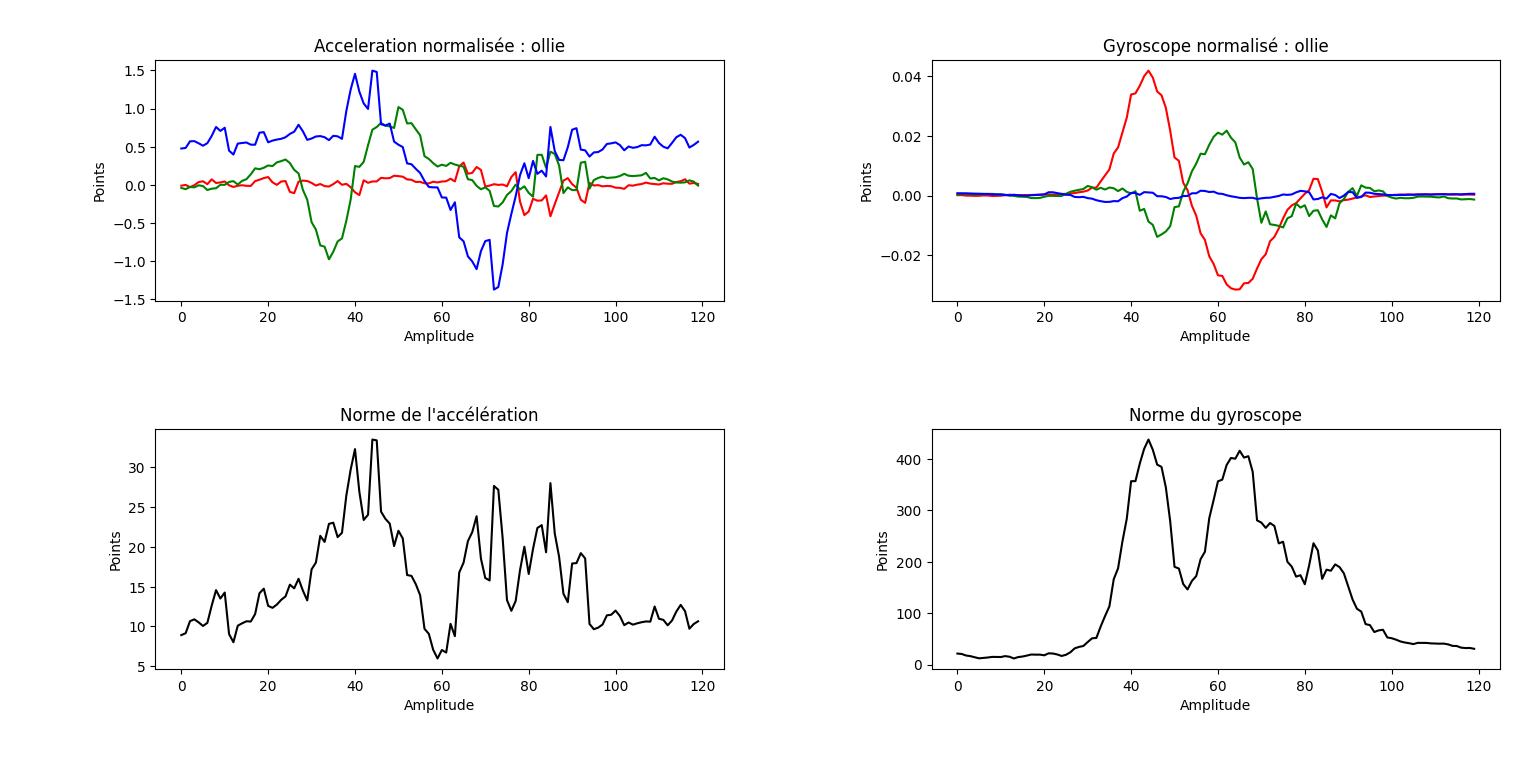 Acceleration normalisée : ollie
Points
1.5
1.0
0.5
0.0
−0.5
−1.0
−1.5
0 20 40 60 80 100 120
Amplitude
Gyroscope normalisé : ollie
Points
0.04
0.02
0.00
−0.02
0 20 40 60 80 100 120
Amplitude
Norme de l'accélération
Points
30
25
20
15
10
5
0 20 40 60 80 100 120
Amplitude
Norme du gyroscope
Points
400
300
200
100
0
0 20 40 60 80 100 120
Amplitude